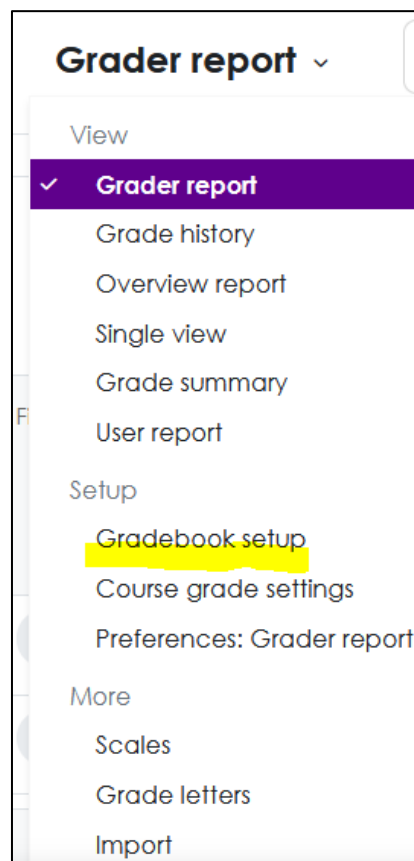 Grader report
View
Grader report
Grade history
Overview report
Single view
Grade summary
User report
Setup
Gradebook setup
Course grade settings
Preferences: Grader report
More
Scales
Grade letters
Import